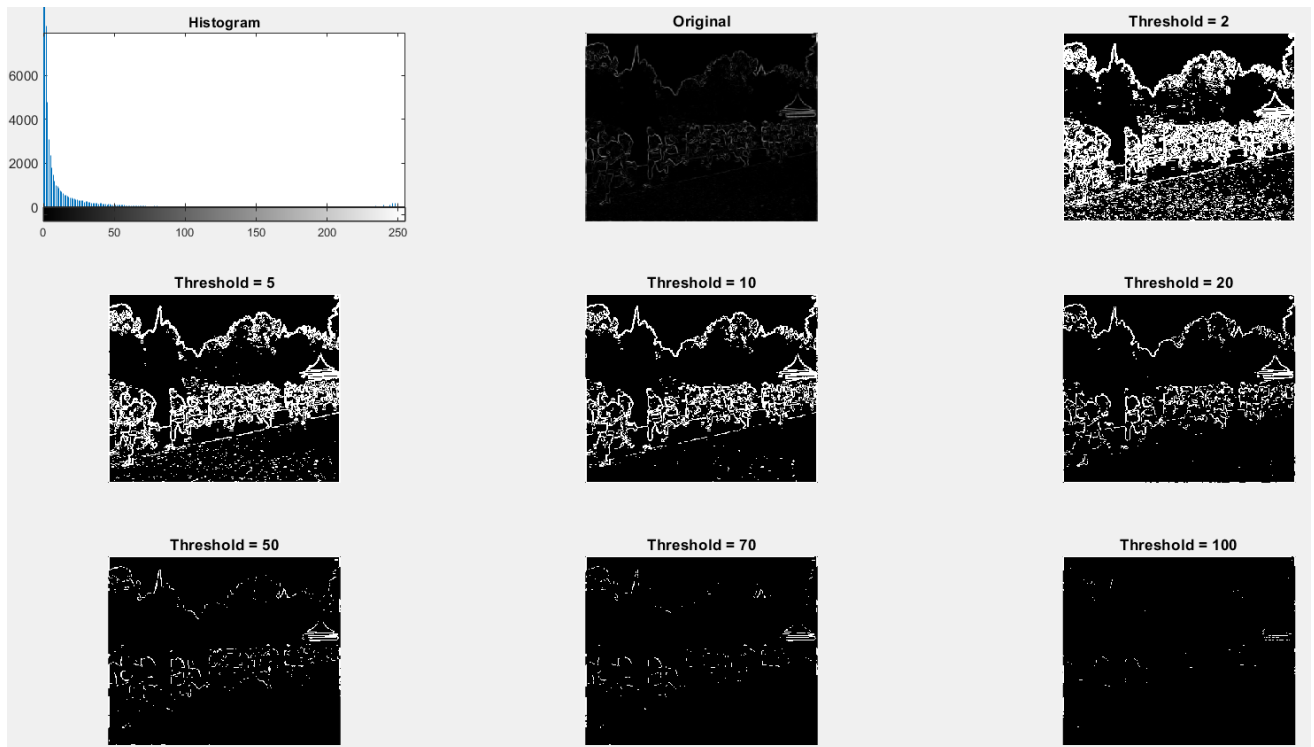 Histogram
6000
4000
2000
0
0 50 100 150 200 250
Original
Threshold = 2
Threshold = 5
Threshold = 10
Threshold = 20
Threshold = 50
Threshold = 70
Threshold = 100